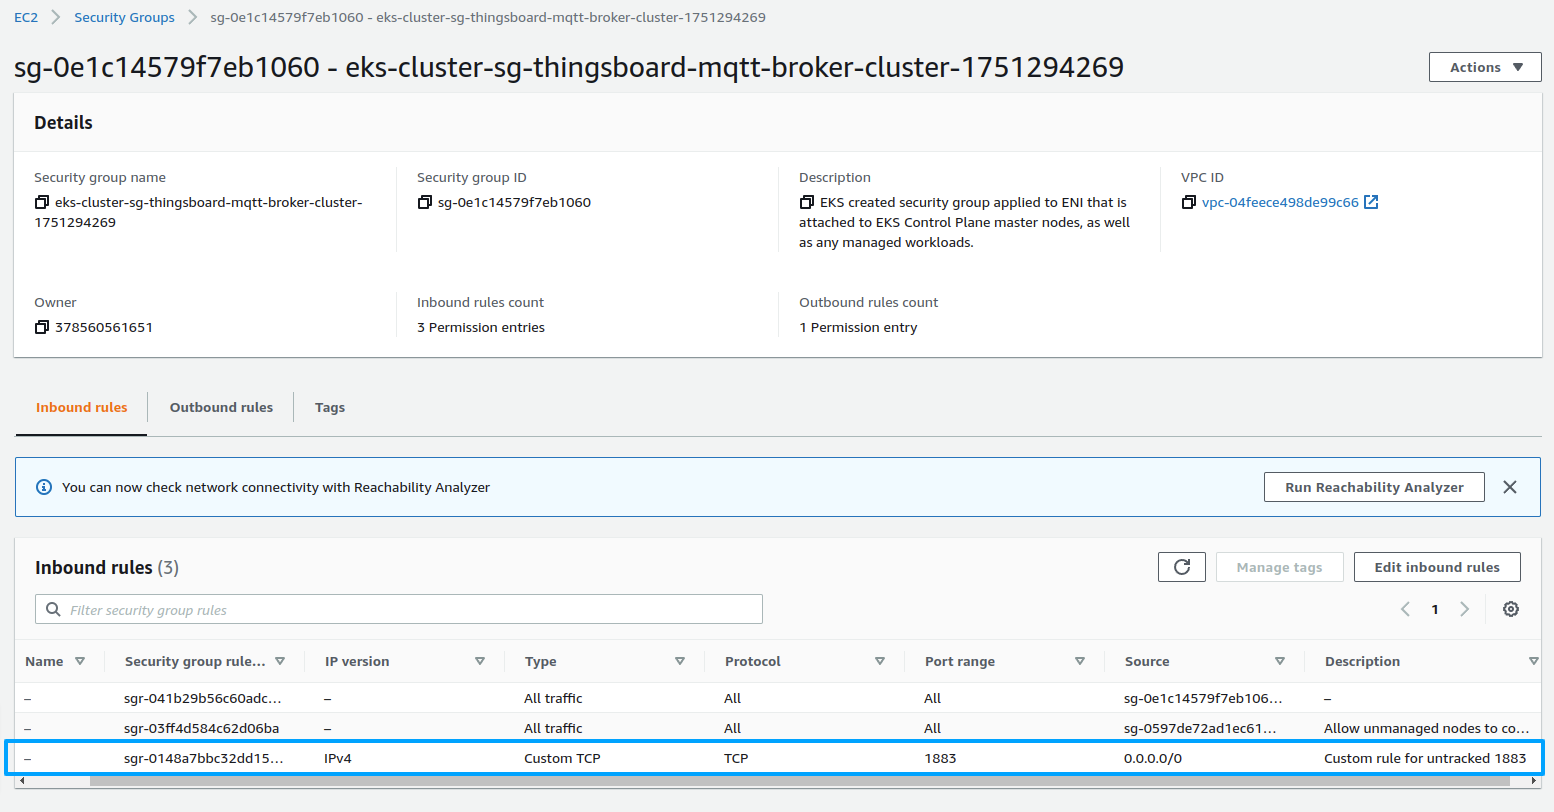 EC2 Security Groups sg-0e1c14579f7eb1060 - eks-cluster-sg-thingsboard-mqtt-broker-cluster-1751294269
sg-0e1c14579f7eb1060 - eks-cluster-sg-thingsboard-mqtt-broker-cluster-1751294269
Actions
Details
Security group name
eks-cluster-sg-thingsboard-mqtt-broker-cluster-
1751294269
Security group ID
sg-0e1c14579f7eb1060
Description
EKS created security group applied to ENI that is
attached to EKS Control Plane master nodes, as well
as any managed workloads.
VPC ID
vpc-04feece498de99c66
Owner
378560561651
Inbound rules count
3 Permission entries
Outbound rules count
1 Permission entry
Inbound rules Outbound rules Tags
You can now check network connectivity with Reachability Analyzer
Run Reachability Analyzer
Inbound rules (3)
Manage tags
Edit inbound rules
Filter security group rules
1
Name Security group rule... IP version Type Protocol Port range Source Description
– sgr-041b29b56c60adc... – All traffic All All sg-0e1c14579f7eb106... –
– sgr-03ff4d584c62d06ba – All traffic All All sg-0597de72ad1ec61... Allow unmanaged nodes to co...
– sgr-0148a7bbc32dd15... IPv4 Custom TCP TCP 1883 0.0.0.0/0 Custom rule for untracked 1883